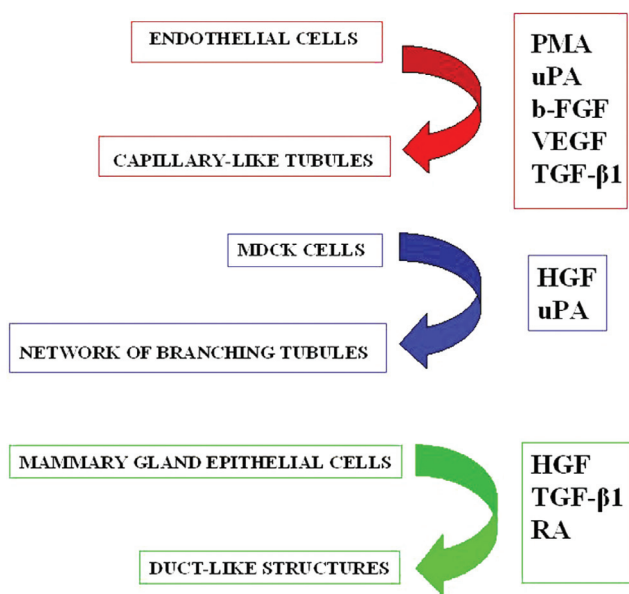 ENDOTHELIAL CELLS
CAPILLARY-LIKE TUBULES
PMA
uPA
b-FGF
VEGF
TGF-β1
MDCK CELLS
NETWORK OF BRANCHING TUBULES
HGF
uPA
MAMMARY GLAND EPITHELIAL CELLS
DUCT-LIKE STRUCTURES
HGF
TGF-β1
RA